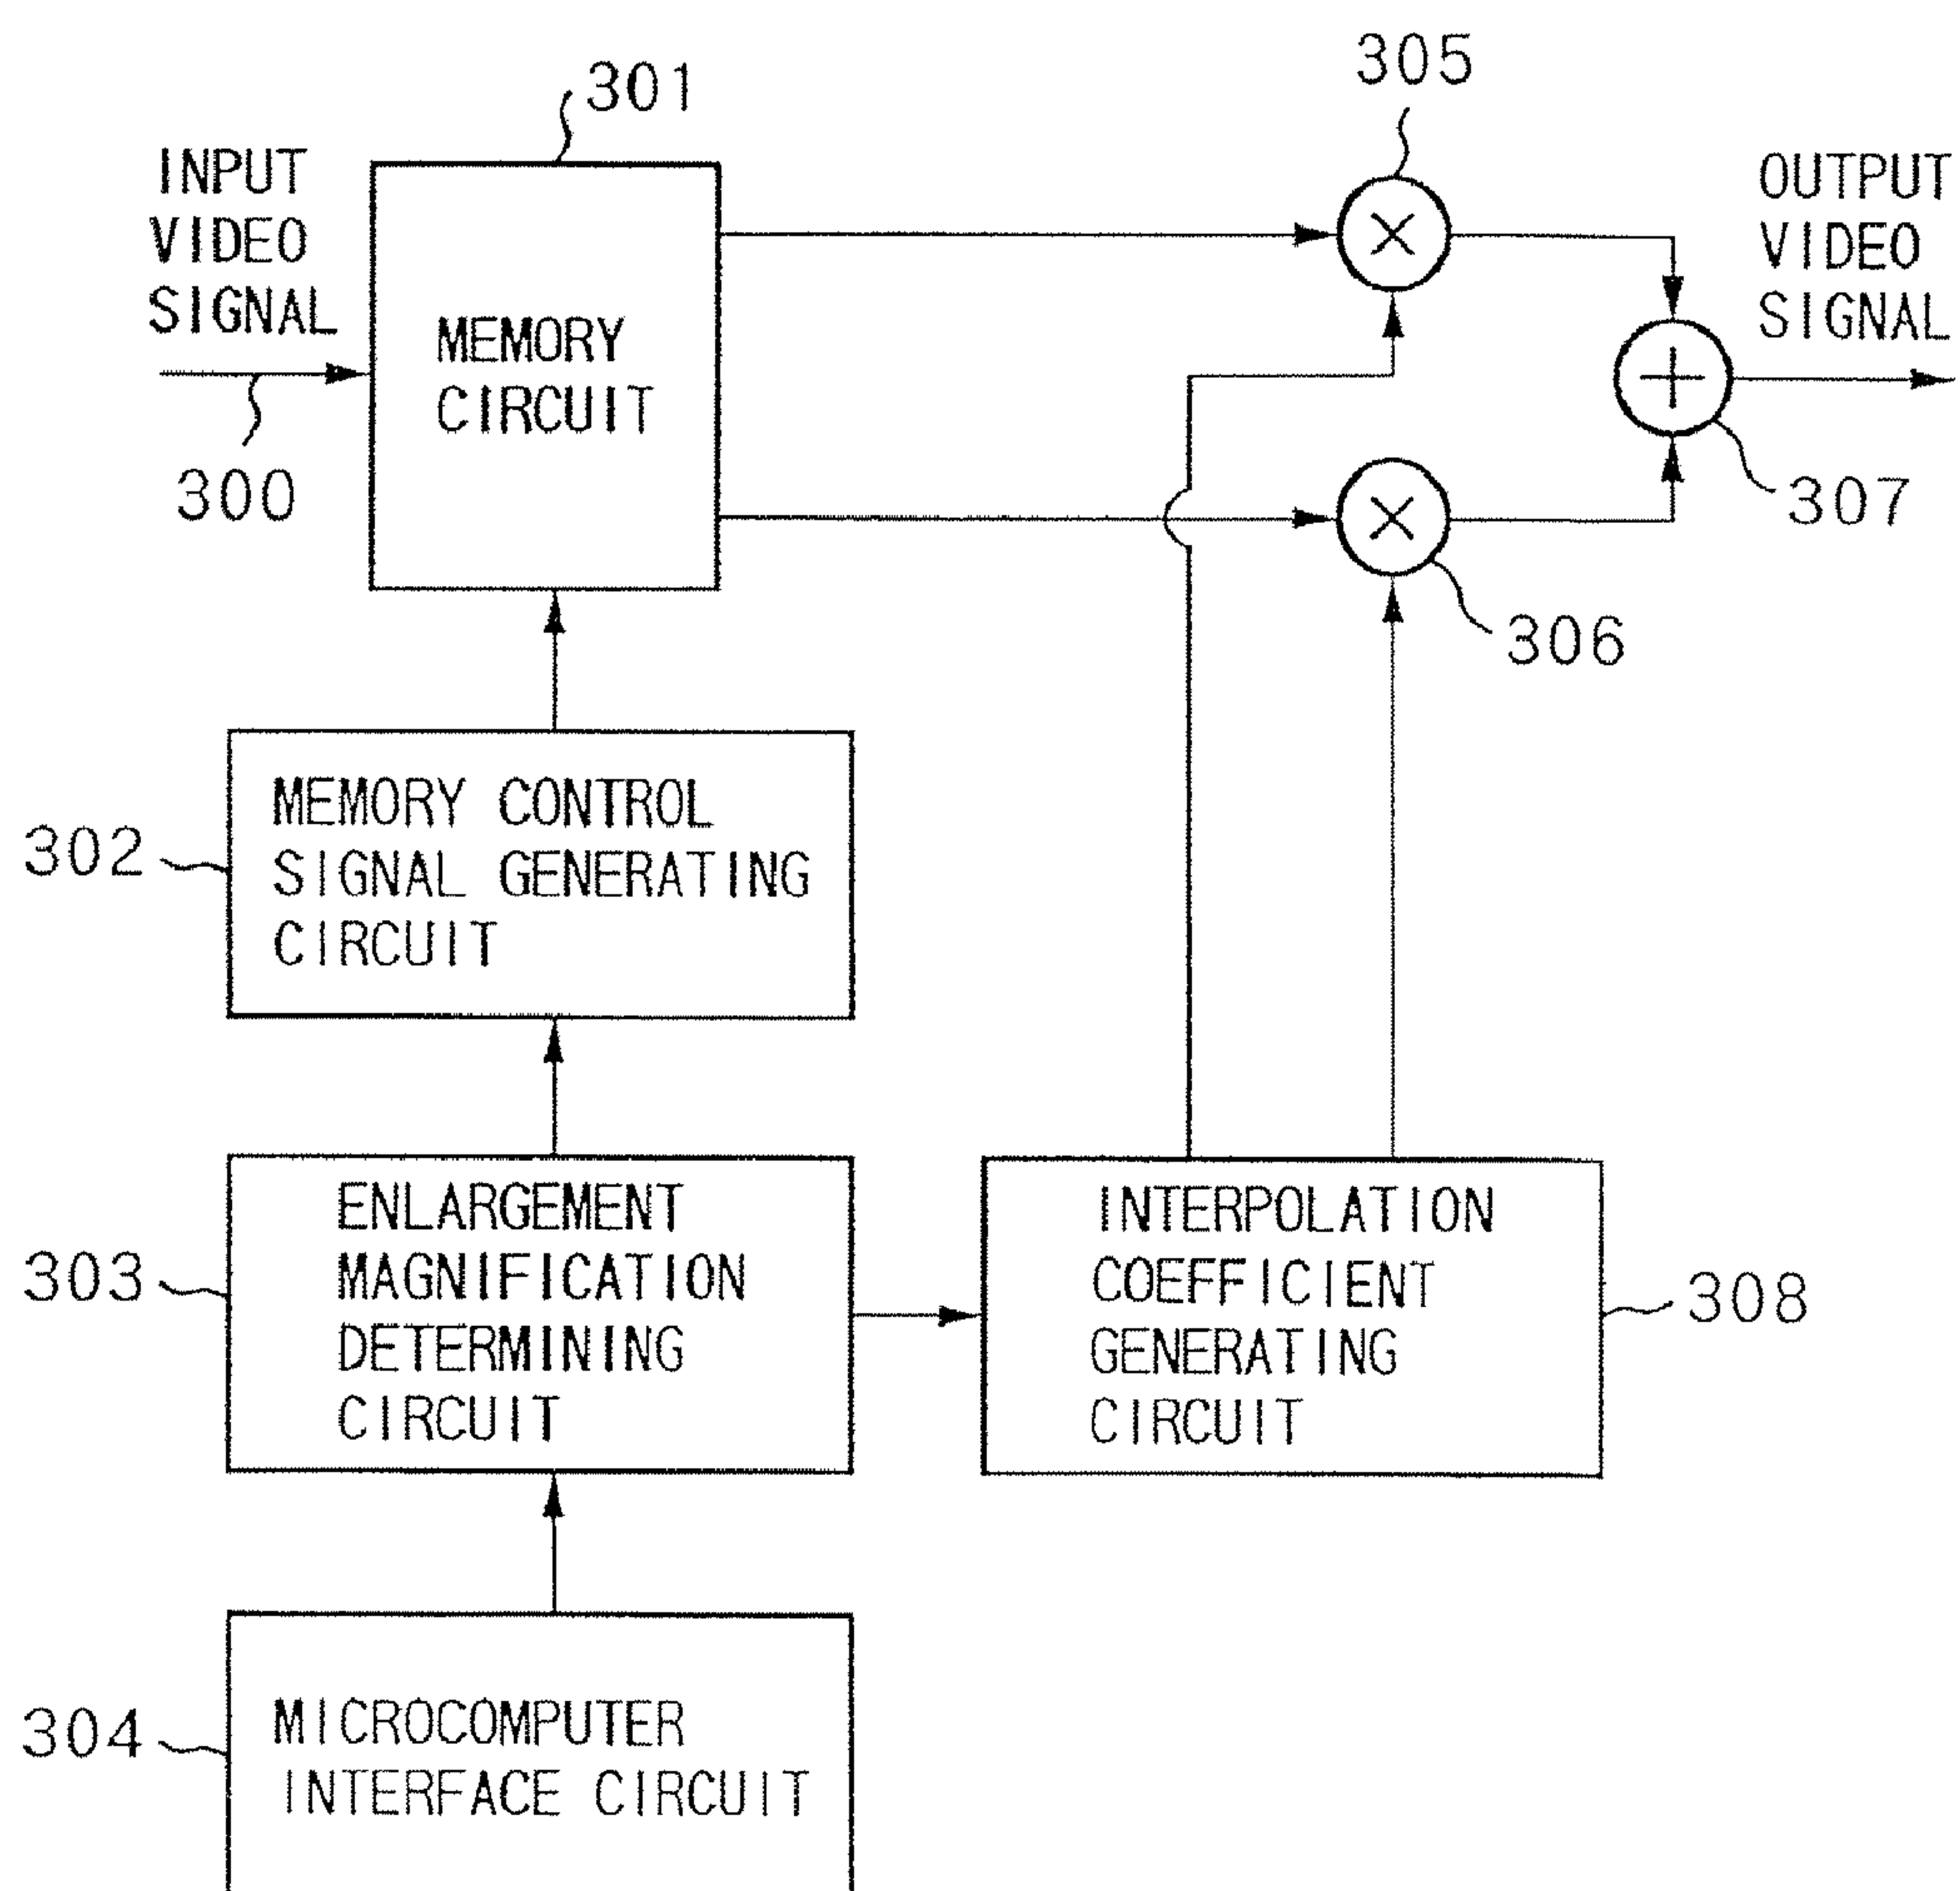 305
301
INPUT
VIDEO
SIGNAL
OUTPUT
VIDEO
SIGNAL
MEMORY
CIRCUIT
300
307
306
MEMORY CONTROL
SIGNAL GENERATING
CIRCUIT
302
ENLARGEMENT
MAGNIFICATION
DETERMINING
CIRCUIT
303
INTERPOLATION
COEFFICIENT
GENERATING
CIRCUIT
308
MICROCOMPUTER
INTERFACE CIRCUIT
304